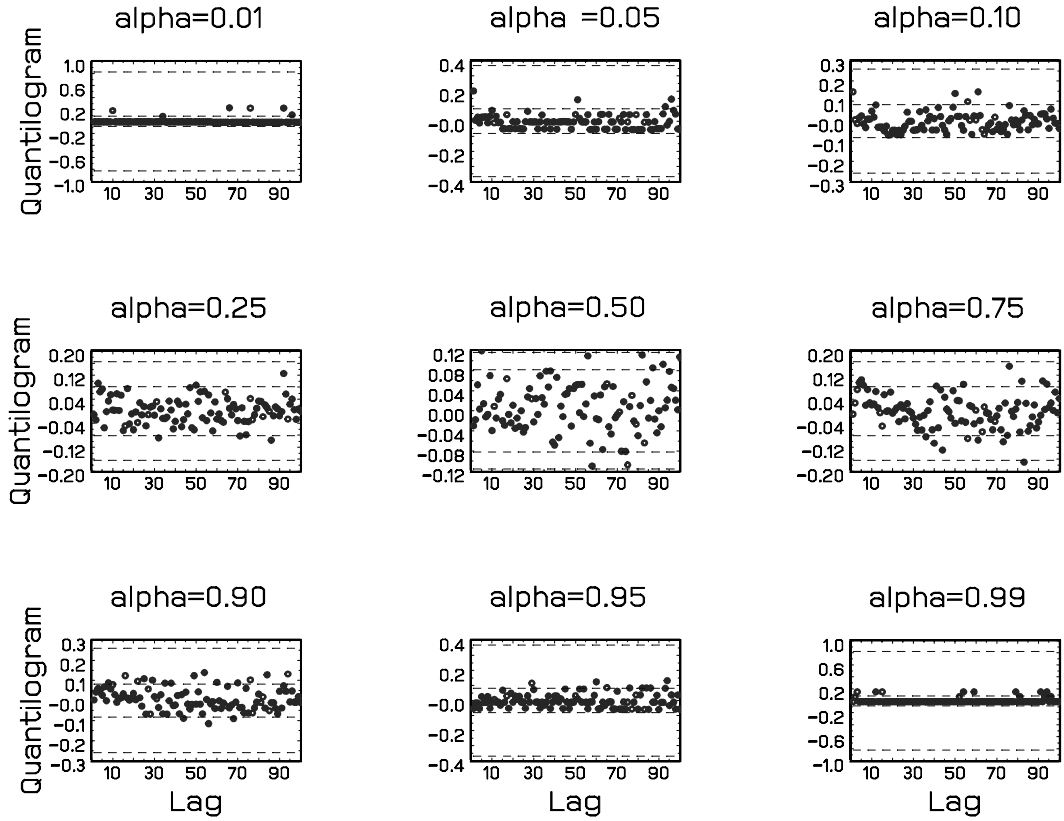 alpha=0.01
alpha =0.05
alpha=0.10
Quantilogram
1.0
0.6
0.2
−0.2
−0.6
−1.0
10 30 50 70 90
0.4
0.2
−0.0
−0.2
−0.4
10 30 50 70 90
0.3
0.2
0.1
−0.0
−0.1
−0.2
−0.3
10 30 50 70 90
alpha=0.25
alpha=0.50
alpha=0.75
Quantilogram
0.20
0.12
0.04
−0.04
−0.12
−0.20
10 30 50 70 90
0.12
0.08
0.04
0.00
−0.04
−0.08
−0.12
10 30 50 70 90
0.20
0.12
0.04
−0.04
−0.12
−0.20
10 30 50 70 90
alpha=0.90
alpha=0.95
alpha=0.99
Quantilogram
0.3
0.2
0.1
−0.0
−0.1
−0.2
−0.3
10 30 50 70 90
Lag
0.4
0.2
−0.0
−0.2
−0.4
10 30 50 70 90
Lag
1.0
0.6
0.2
−0.2
−0.6
−1.0
10 30 50 70 90
Lag